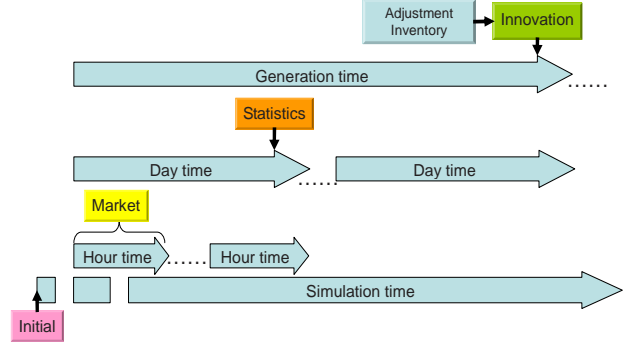 Adjustment
Inventory
Innovation
Generation time
......
Statistics
Day time
......
Day time
Market
Hour time
......
Hour time
Simulation time
Initial